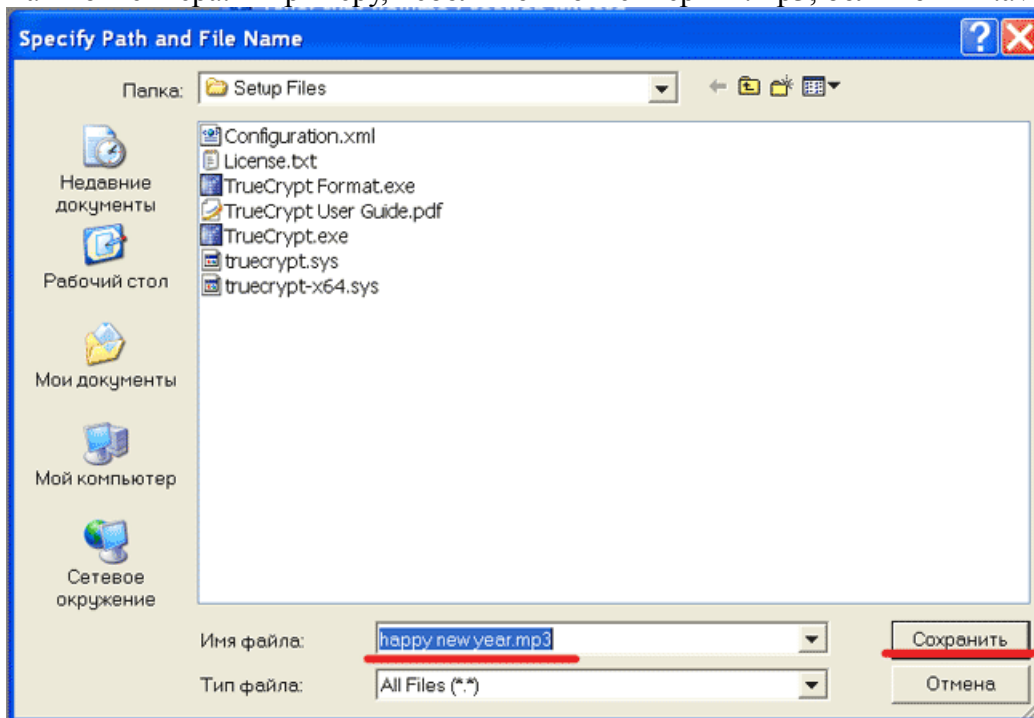 Specify Path and File Name
Папка:
Setup Files
Недавние
документы
Рабочий стол
Мои документы
Мой компьютер
Сетевое
окружение
Configuration.xml
License.txt
TrueCrypt Format.exe
TrueCrypt User Guide.pdf
TrueCrypt.exe
truecrypt.sys
truecrypt-x64.sys
Имя файла:
happy new year.mp3
Сохранить
Тип файла:
All Files (*.*)
Отмена